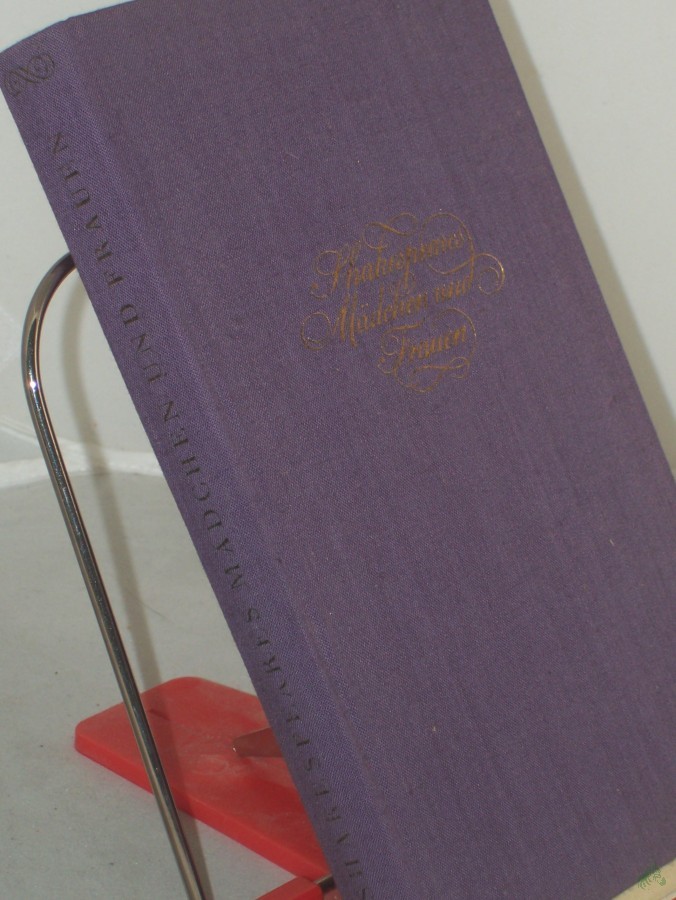 Shakespeares
Mädchen und
Frauen
SHAKESPEARES MÄDCHEN UND FRAUEN